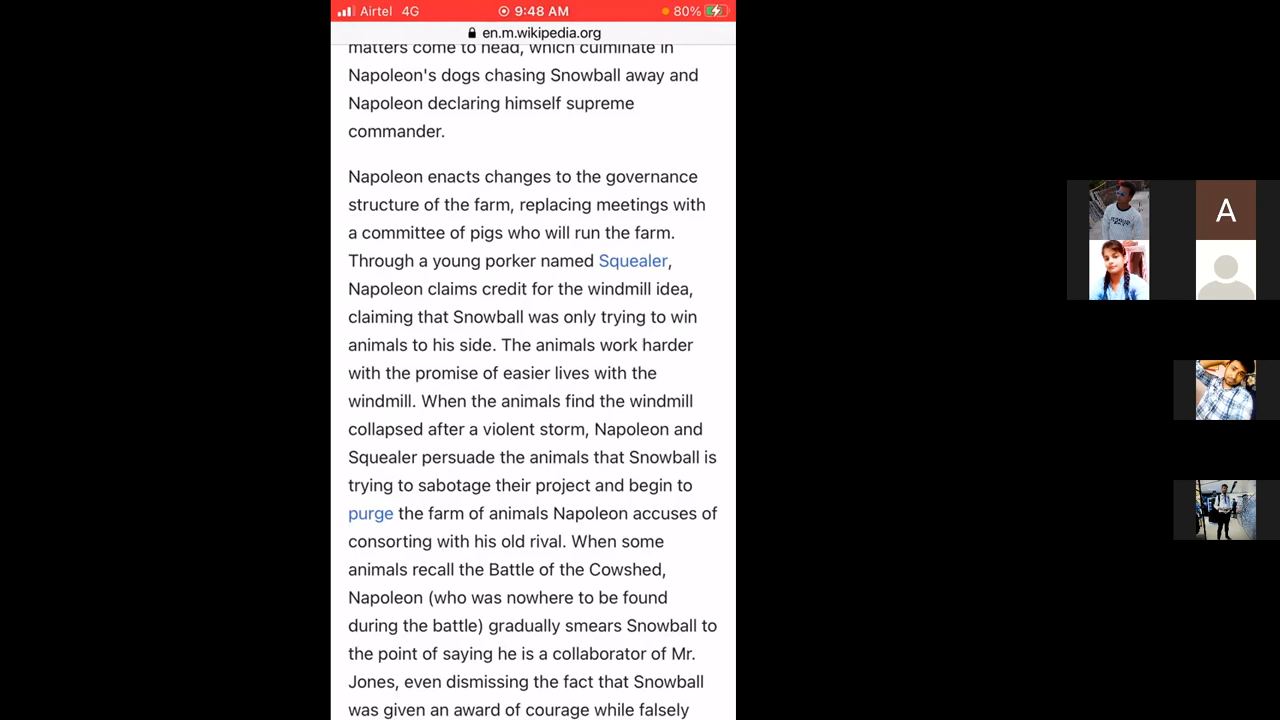 Airtel 4G 9:48 AM 80%
en.m.wikipedia.org
matters come to head, which culminate in
Napoleon's dogs chasing Snowball away and
Napoleon declaring himself supreme
commander.
Napoleon enacts changes to the governance
structure of the farm, replacing meetings with
a committee of pigs who will run the farm.
Through a young porker named Squealer,
Napoleon claims credit for the windmill idea,
claiming that Snowball was only trying to win
animals to his side. The animals work harder
with the promise of easier lives with the
windmill. When the animals find the windmill
collapsed after a violent storm, Napoleon and
Squealer persuade the animals that Snowball is
trying to sabotage their project and begin to
purge the farm of animals Napoleon accuses of
consorting with his old rival. When some
animals recall the Battle of the Cowshed,
Napoleon (who was nowhere to be found
during the battle) gradually smears Snowball to
the point of saying he is a collaborator of Mr.
Jones, even dismissing the fact that Snowball
was given an award of courage while falsely
A